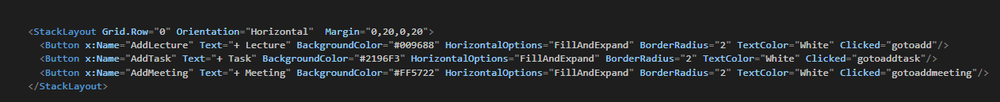 <StackLayout Grid.Row="0" Orientation="Horizontal"  Margin="0,20,0,20">
  <Button x:Name="AddLecture" Text="+ Lecture" BackgroundColor="#009688" HorizontalOptions="FillAndExpand" BorderRadius="2" TextColor="White" Clicked="gotoadd"/>
  <Button x:Name="AddTask" Text="+ Task" BackgroundColor="#2196F3" HorizontalOptions="FillAndExpand" BorderRadius="2" TextColor="White" Clicked="gotoaddtask"/>
  <Button x:Name="AddMeeting" Text="+ Meeting" BackgroundColor="#FF5722" HorizontalOptions="FillAndExpand" BorderRadius="2" TextColor="White" Clicked="gotoaddmeeting"/>
</StackLayout>